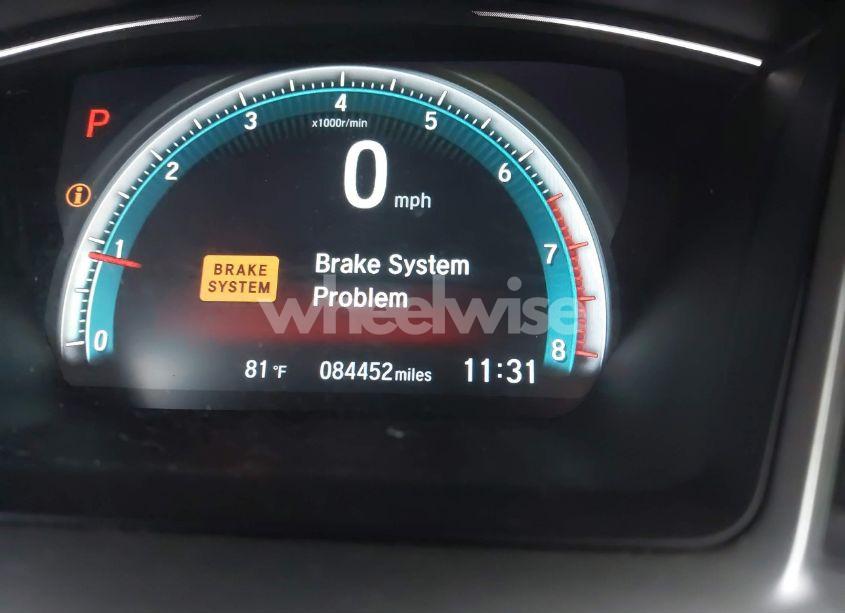 4
3
5
x1000r/min
P
2
6
0 mph
i
1
7
BRAKE
SYSTEM
Brake System
Problem
wheelwise
0
8
81 °F
084452 miles
11:31